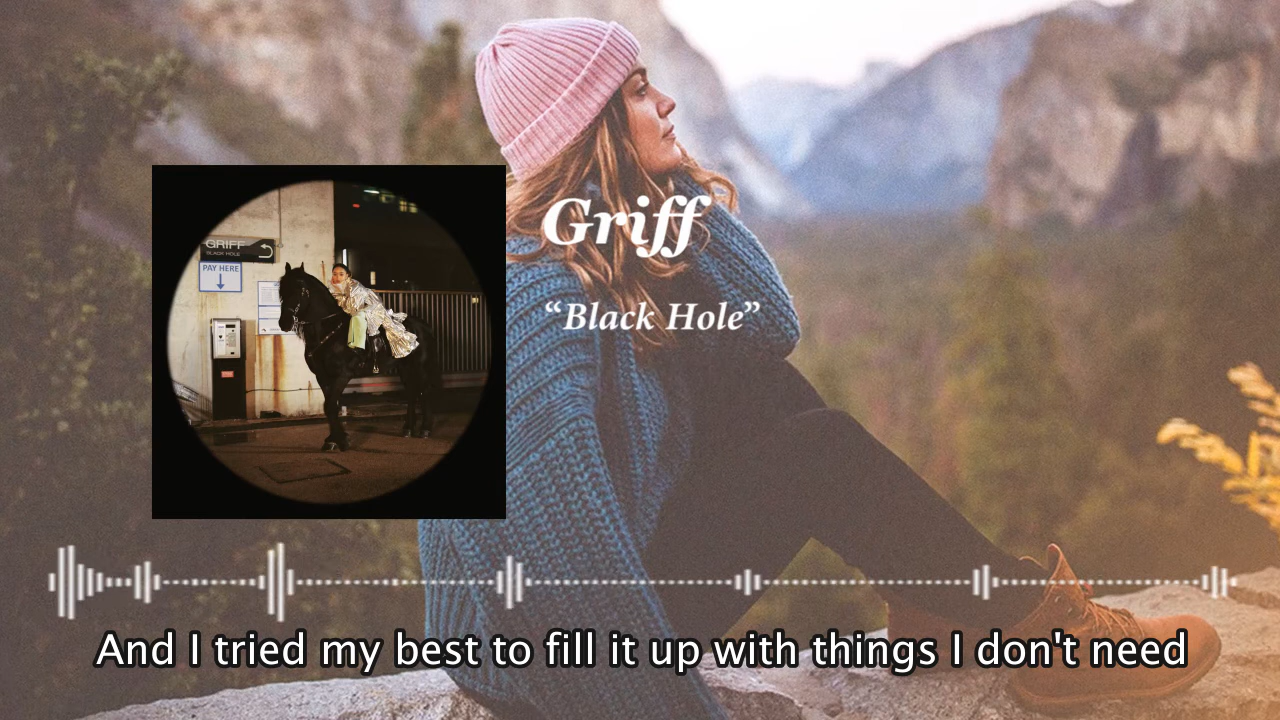 Griff
“Black Hole”
GRIFF
BLACK HOLE
PAY HERE
And I tried my best to fill it up with things I don't need